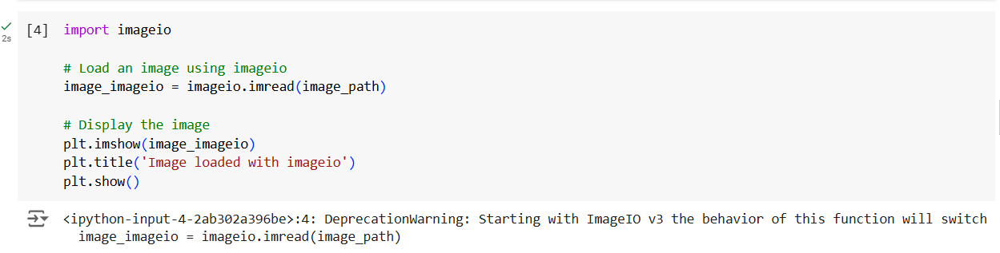 [4] import imageio
2s
# Load an image using imageio
image_imageio = imageio.imread(image_path)
# Display the image
plt.imshow(image_imageio)
plt.title('Image loaded with imageio')
plt.show()
<ipython-input-4-2ab302a396be>:4: DeprecationWarning: Starting with ImageIO v3 the behavior of this function will switch
image_imageio = imageio.imread(image_path)